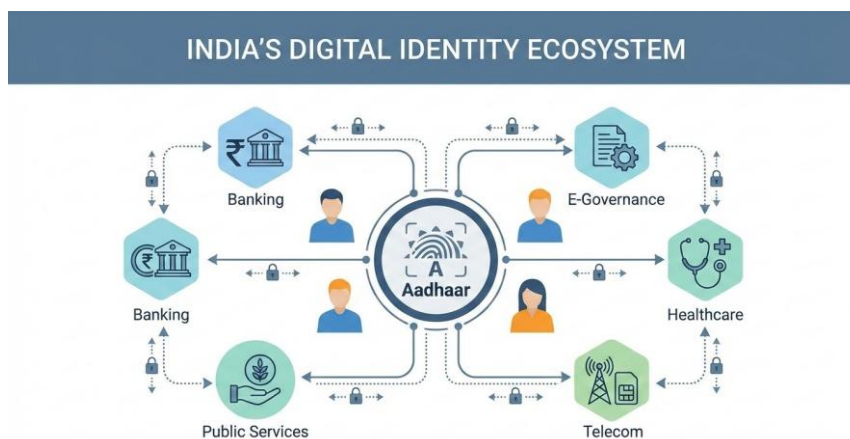 INDIA'S DIGITAL IDENTITY ECOSYSTEM
Banking
E-Governance
A
Aadhaar
Banking
Healthcare
Public Services
Telecom